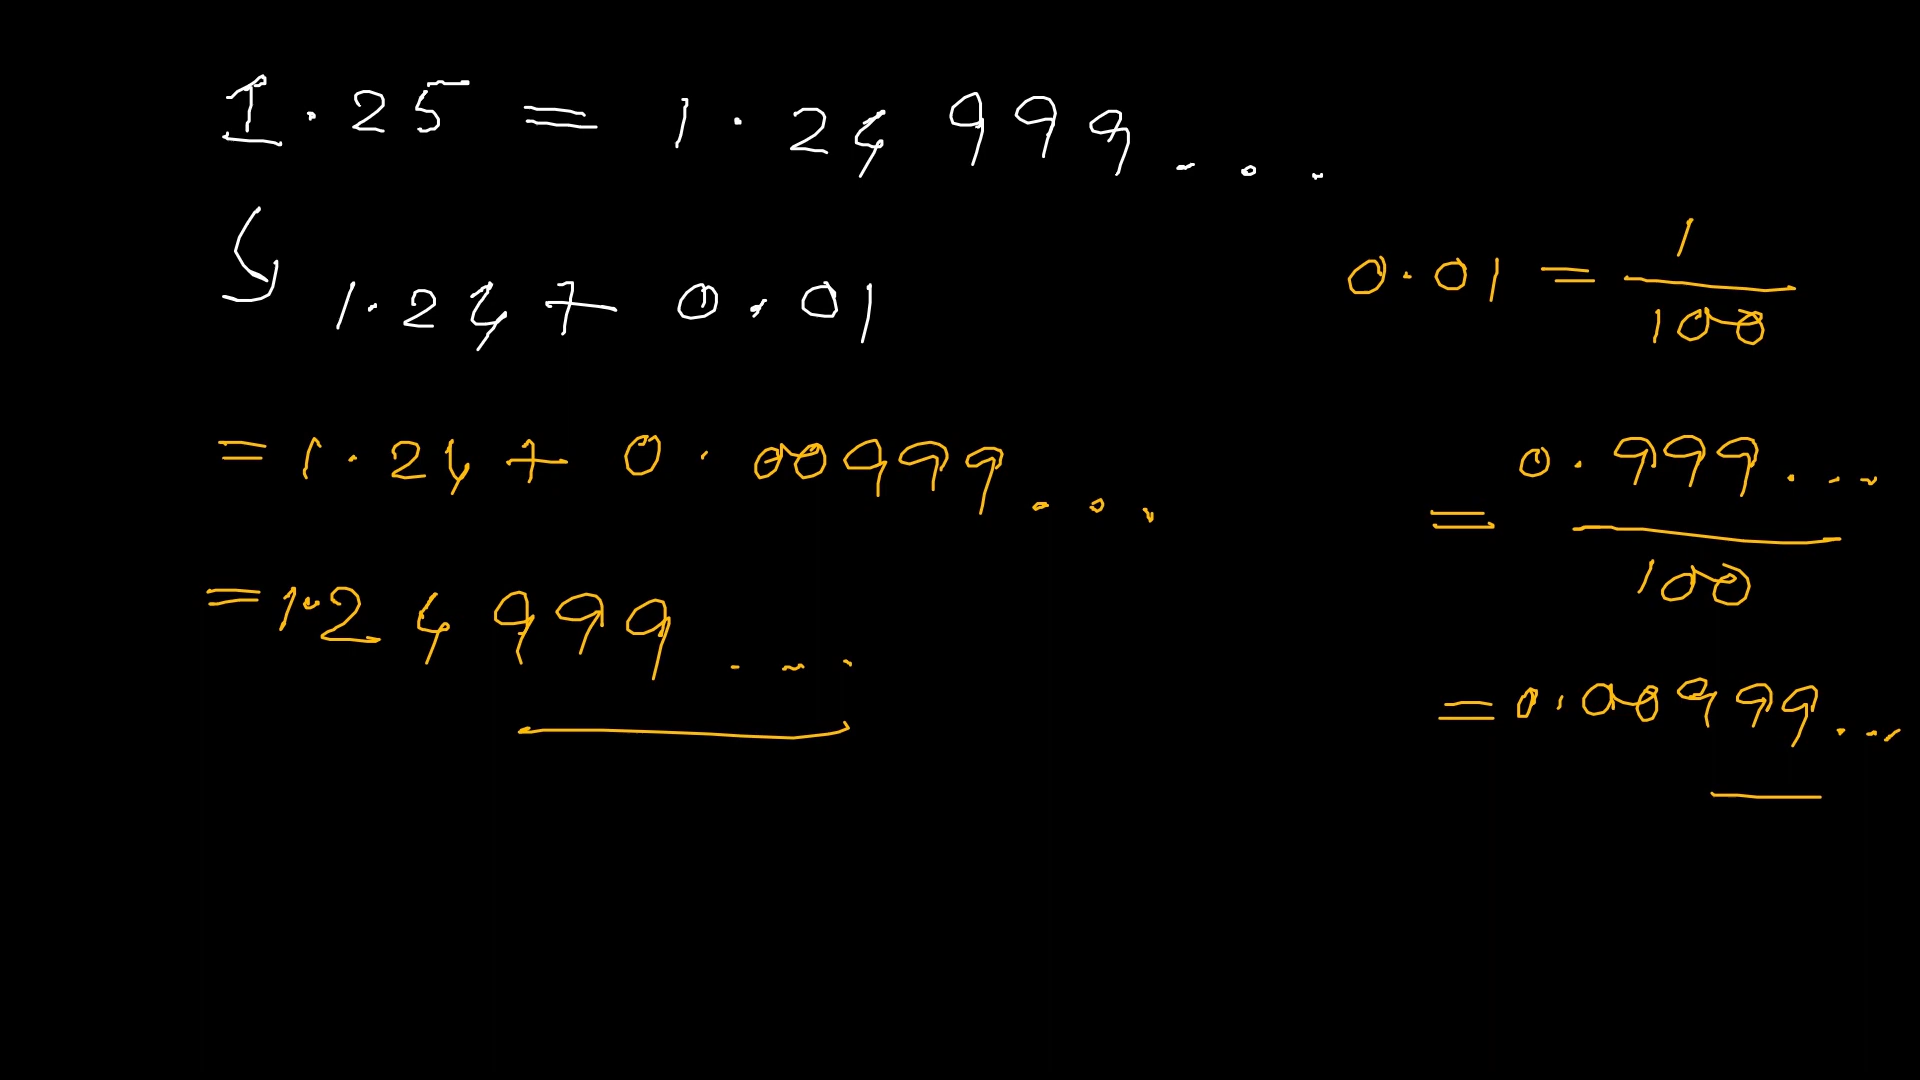 1.25 = 1.24999...
1.24 + 0.01
= 1.24 + 0.00999...
= 1.24999...
0.01 = 1/100
= 0.999.../100
= 0.00999...